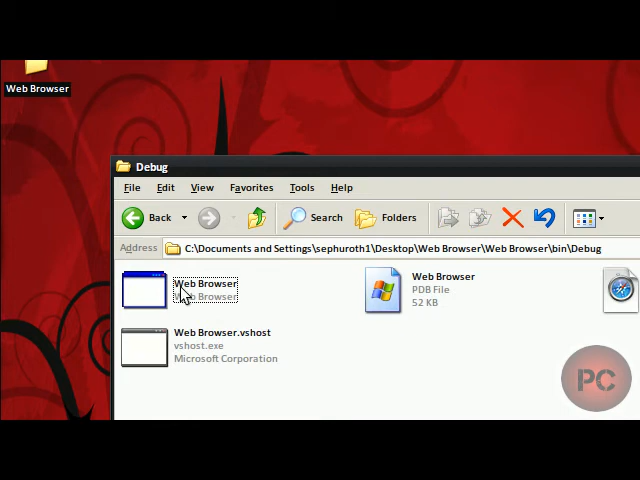 Web Browser
Debug
File Edit View Favorites Tools Help
Back Search Folders
Address C:\Documents and Settings\sephuroth1\Desktop\Web Browser\Web Browser\bin\Debug
Web Browser
Web Browser
Web Browser
PDB File
52 KB
Web Browser.vshost
vshost.exe
Microsoft Corporation
PC